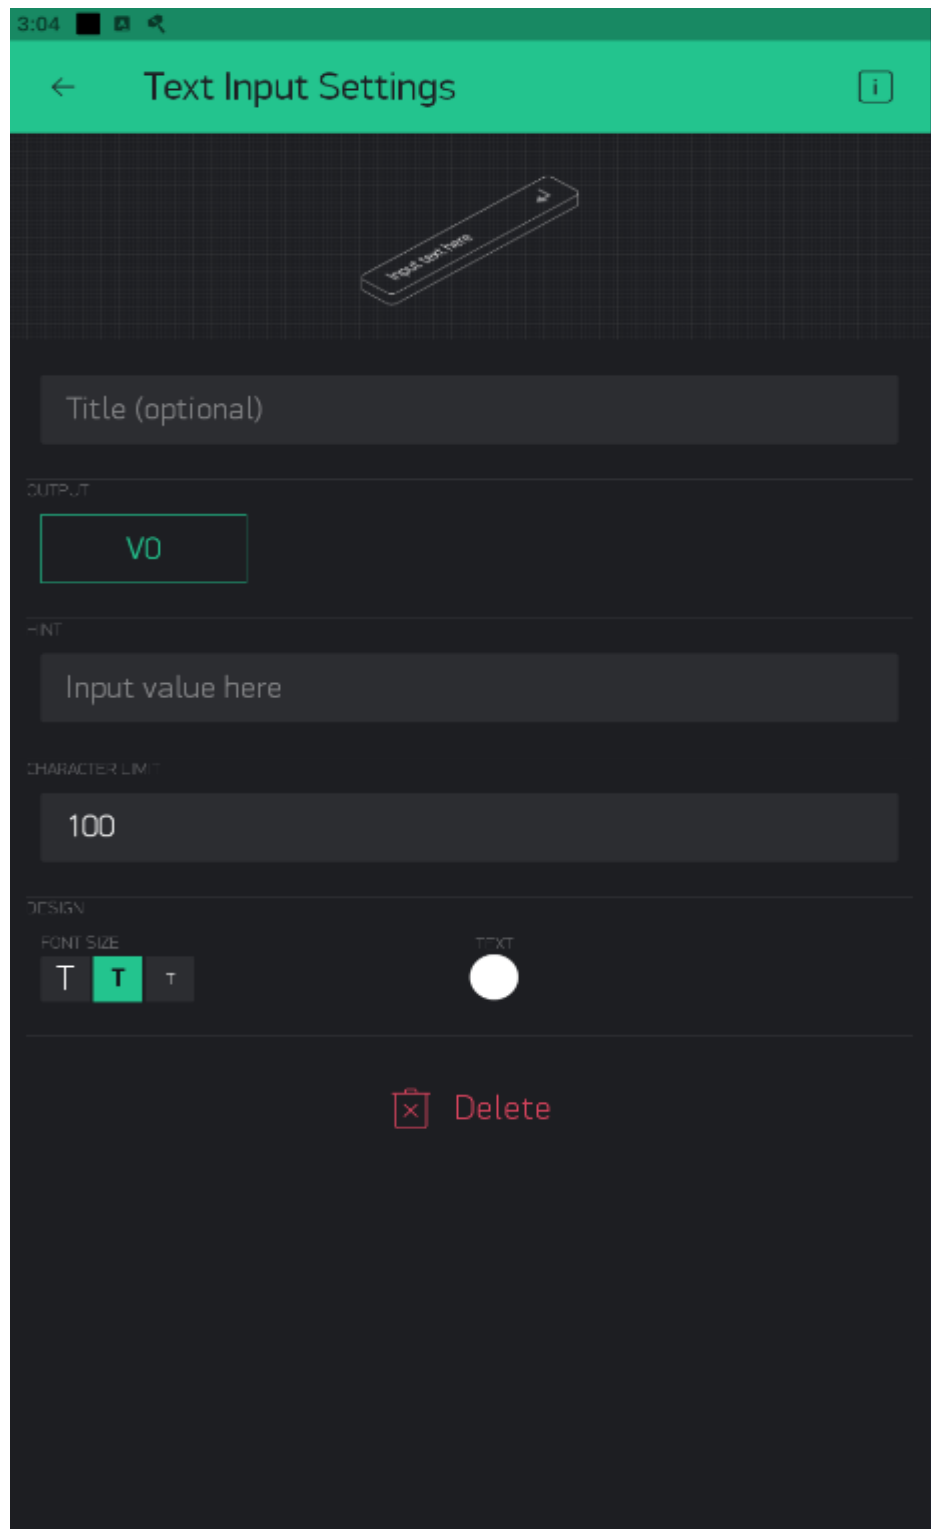 3:04
Text Input Settings
i
Input text here
Title (optional)
OUTPUT
V0
HINT
Input value here
CHARACTER LIMIT
100
DESIGN
FONT SIZE
TEXT
T T T
Delete